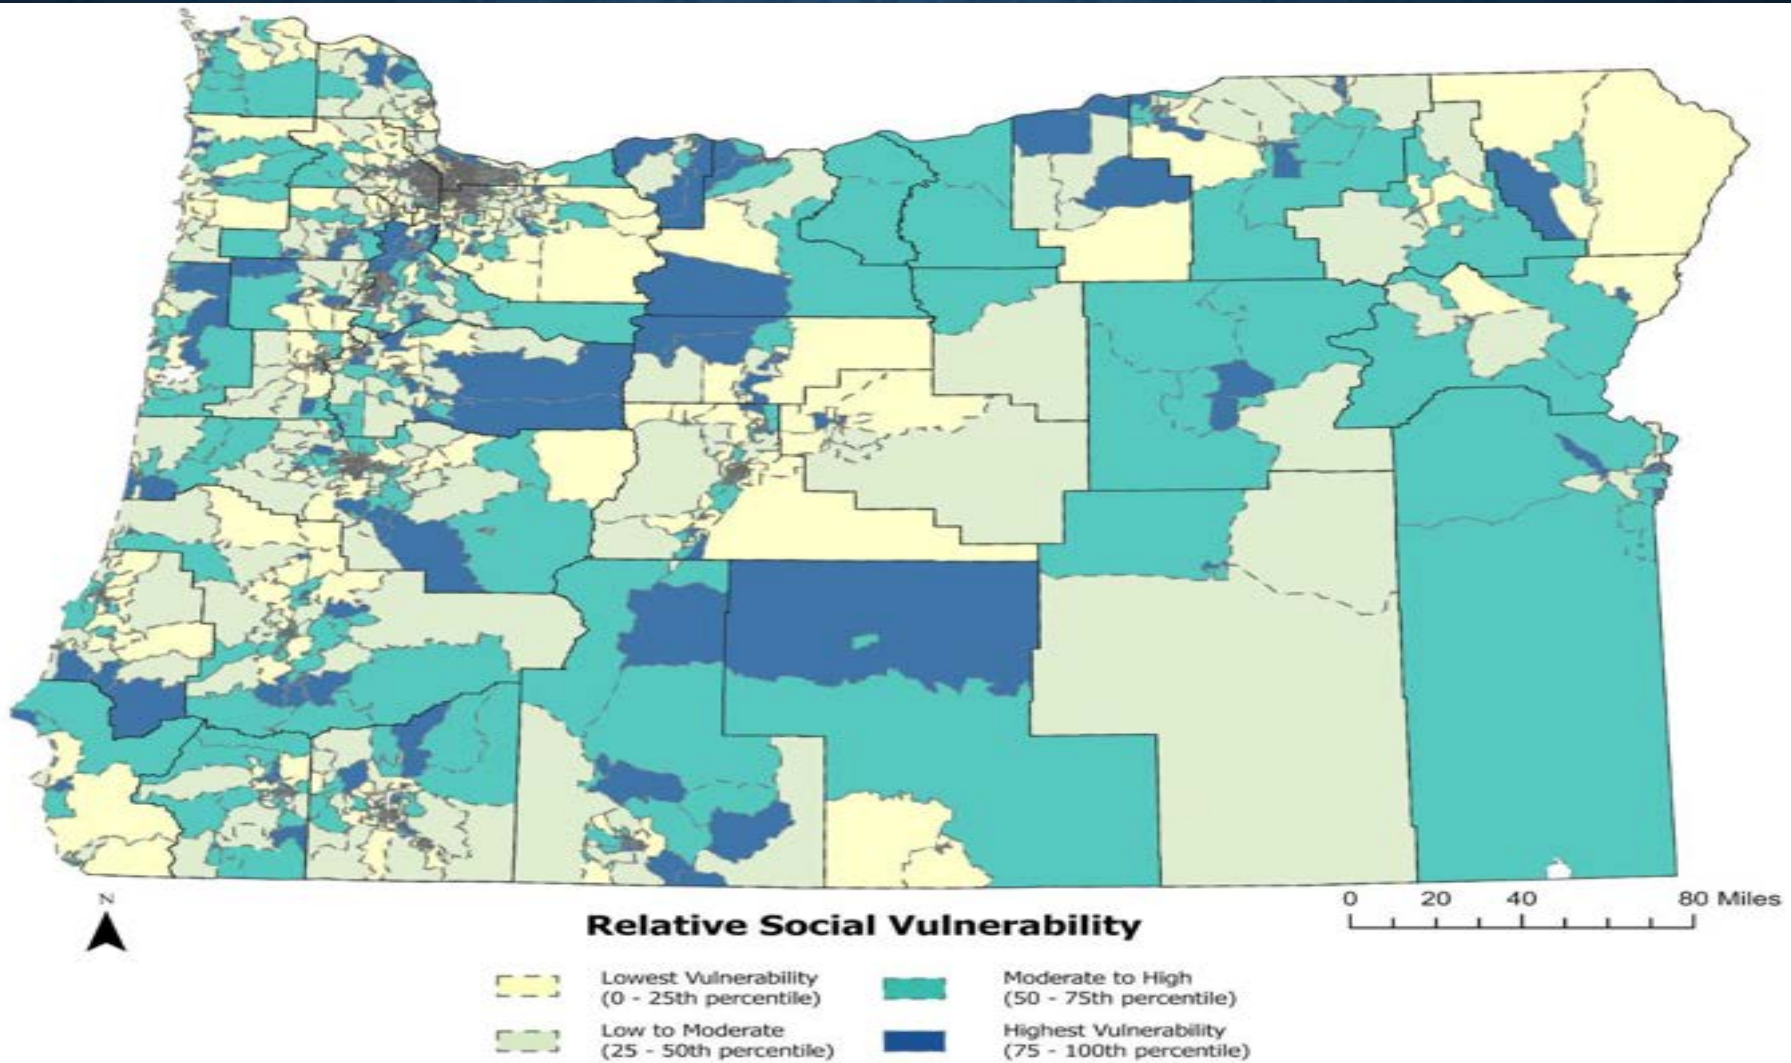 N
0 20 40 80 Miles
Relative Social Vulnerability
Lowest Vulnerability
(0 - 25th percentile)
Low to Moderate
(25 - 50th percentile)
Moderate to High
(50 - 75th percentile)
Highest Vulnerability
(75 - 100th percentile)